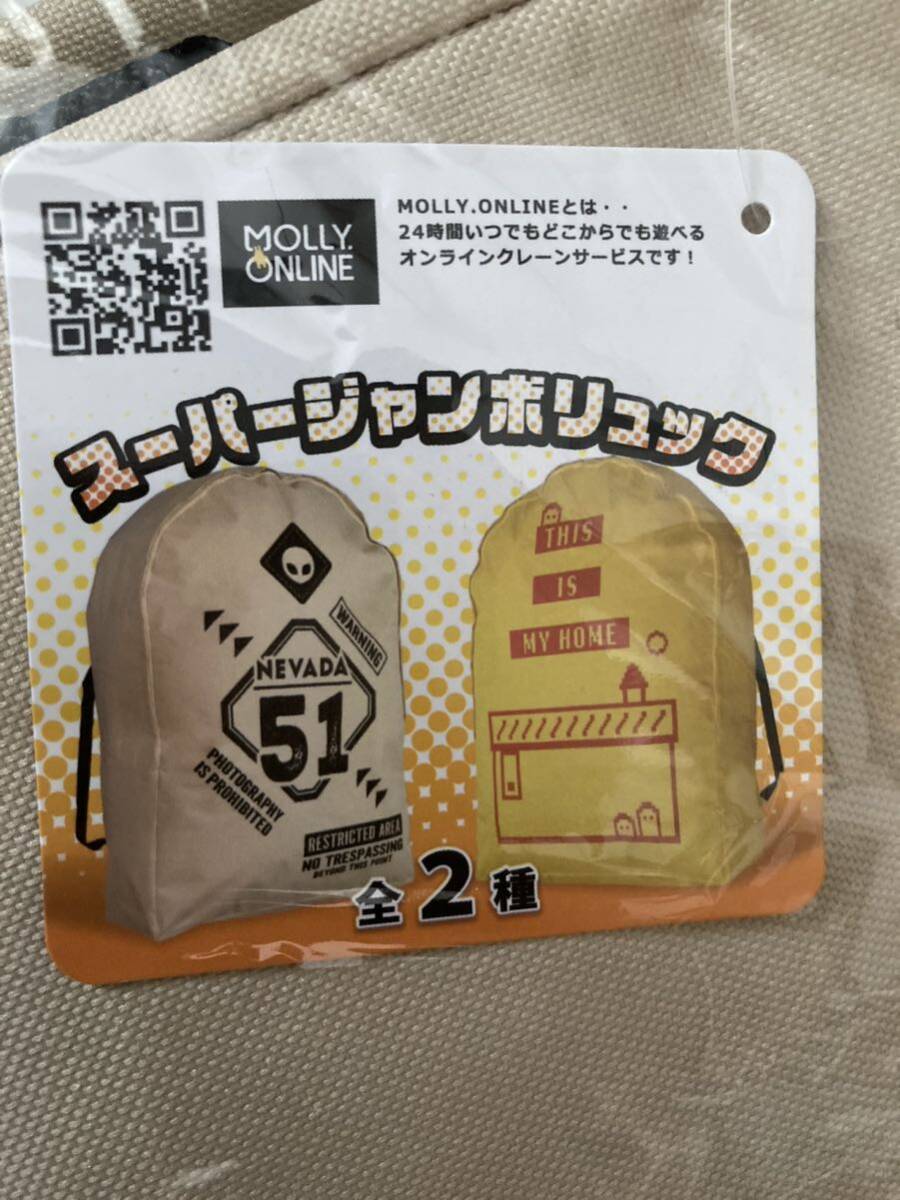 MOLLY.
ONLINE
MOLLY.ONLINEとは・・
24時間いつでもどこからでも遊べる
オンラインクレーンサービスです！
スーパージャンボリュック
WARNING
NEVADA
51
PHOTOGRAPHY
IS PROHIBITED
RESTRICTED AREA
NO TRESPASSING
BEYOND THIS POINT
THIS
IS
MY HOME
全2種